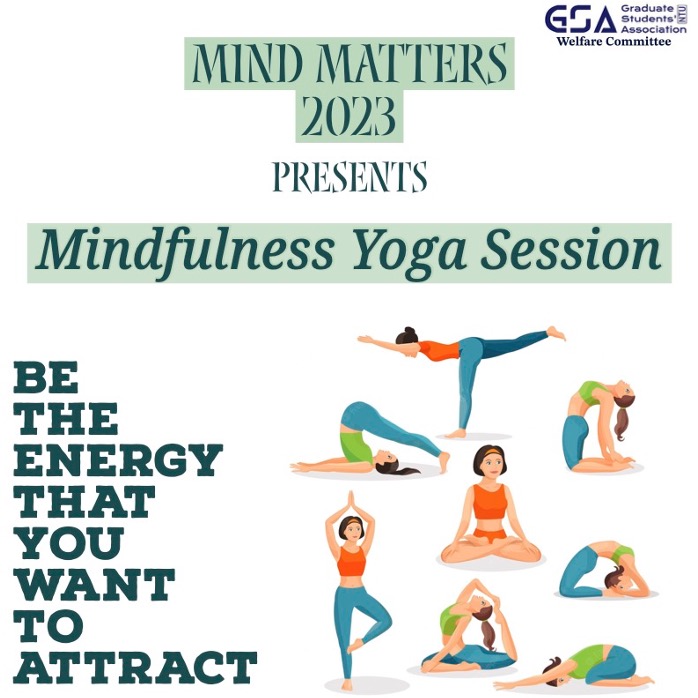 GSA Graduate Students' Association NTU
Welfare Committee
MIND MATTERS
2023
PRESENTS
Mindfulness Yoga Session
BE
THE
ENERGY
THAT
YOU
WANT
TO
ATTRACT